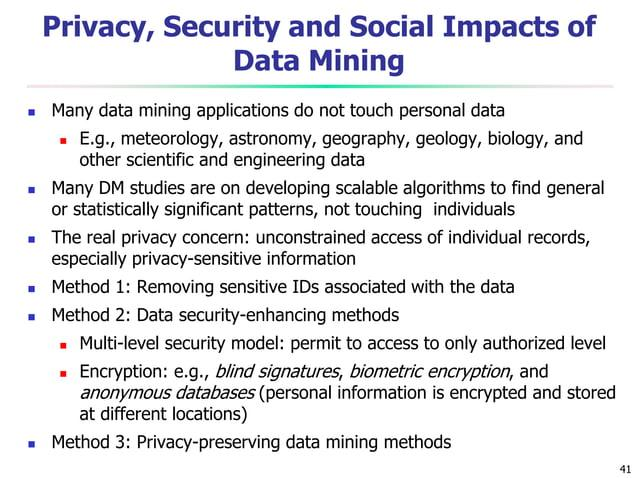 Privacy, Security and Social Impacts of
Data Mining
Many data mining applications do not touch personal data
E.g., meteorology, astronomy, geography, geology, biology, and
other scientific and engineering data
Many DM studies are on developing scalable algorithms to find general
or statistically significant patterns, not touching individuals
The real privacy concern: unconstrained access of individual records,
especially privacy-sensitive information
Method 1: Removing sensitive IDs associated with the data
Method 2: Data security-enhancing methods
Multi-level security model: permit to access to only authorized level
Encryption: e.g., blind signatures, biometric encryption, and
anonymous databases (personal information is encrypted and stored
at different locations)
Method 3: Privacy-preserving data mining methods
41